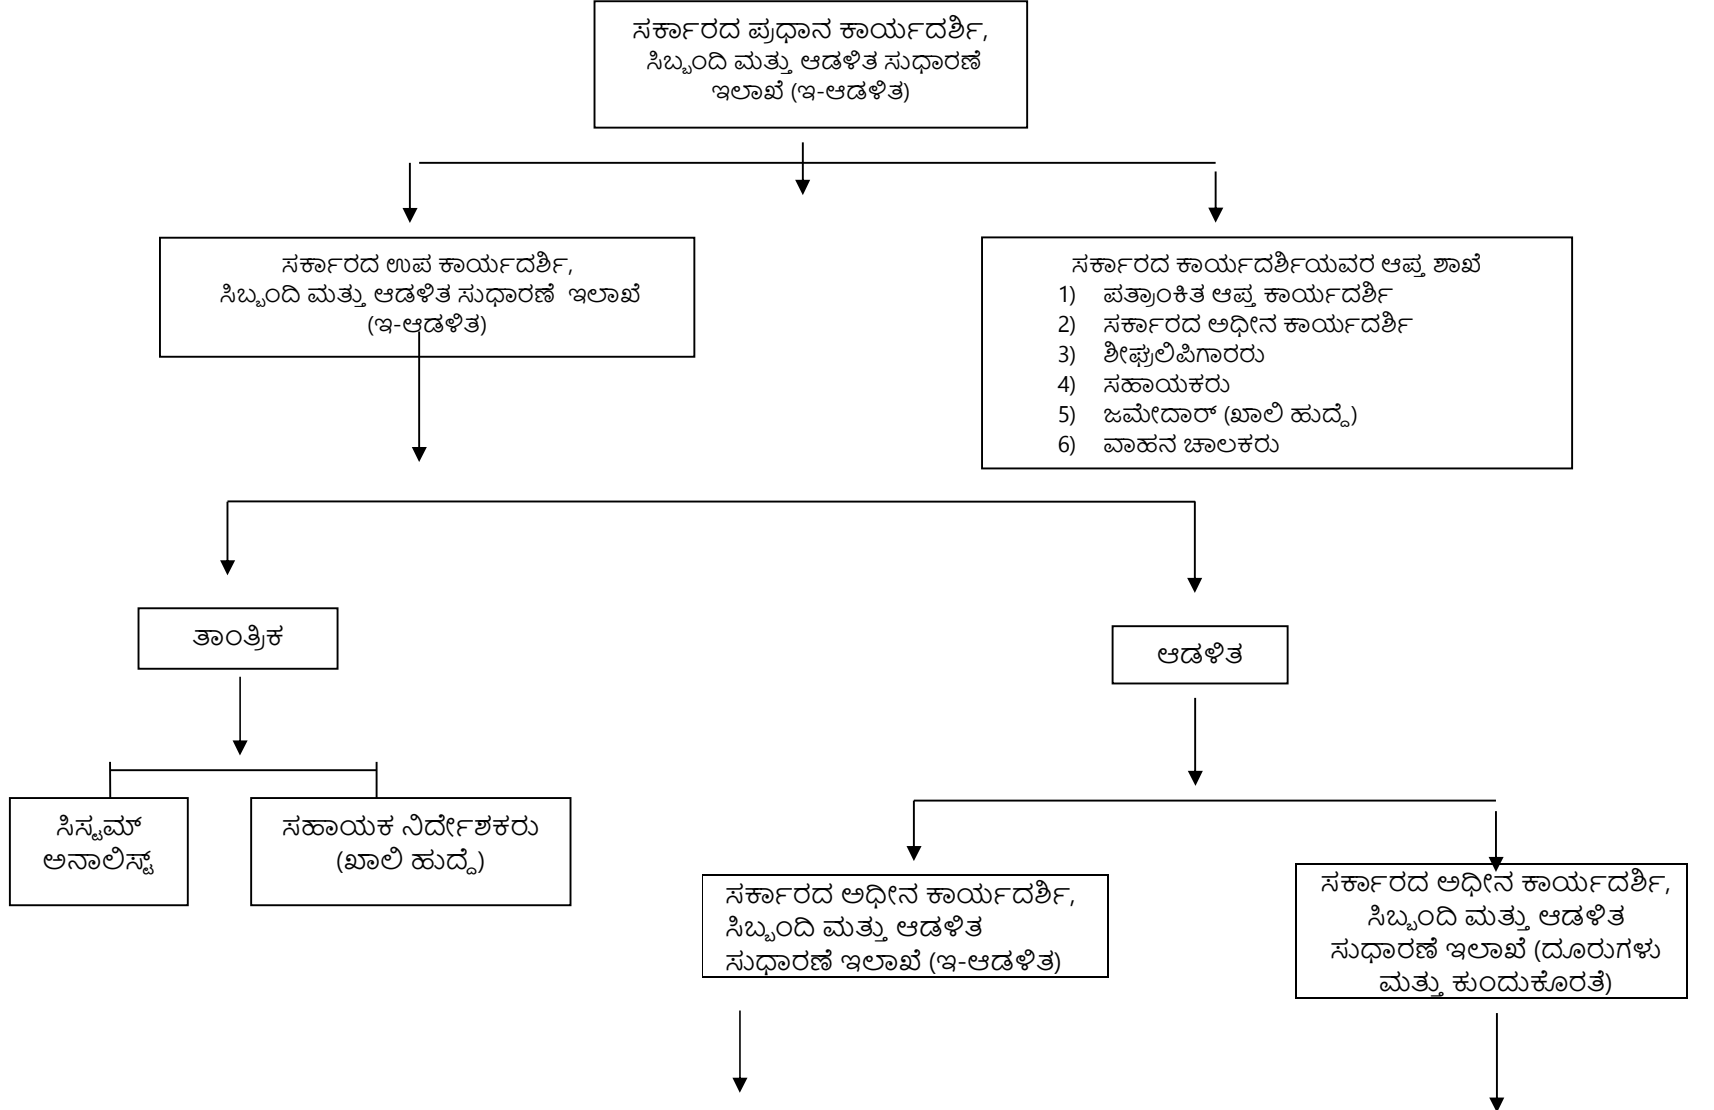 ಸರ್ಕಾರದ ಪ್ರಧಾನ ಕಾರ್ಯದರ್ಶಿ,
ಸಿಬ್ಬಂದಿ ಮತ್ತು ಆಡಳಿತ ಸುಧಾರಣೆ
ಇಲಾಖೆ (ಇ-ಆಡಳಿತ)
ಸರ್ಕಾರದ ಉಪ ಕಾರ್ಯದರ್ಶಿ,
ಸಿಬ್ಬಂದಿ ಮತ್ತು ಆಡಳಿತ ಸುಧಾರಣೆ ಇಲಾಖೆ
(ಇ-ಆಡಳಿತ)
ಸರ್ಕಾರದ ಕಾರ್ಯದರ್ಶಿಯವರ ಆಪ್ತ ಶಾಖೆ
1) ಪತ್ರಾಂಕಿತ ಆಪ್ತ ಕಾರ್ಯದರ್ಶಿ
2) ಸರ್ಕಾರದ ಅಧೀನ ಕಾರ್ಯದರ್ಶಿ
3) ಶೀಘ್ರಲಿಪಿಗಾರರು
4) ಸಹಾಯಕರು
5) ಜಮೇದಾರ್ (ಖಾಲಿ ಹುದ್ದೆ)
6) ವಾಹನ ಚಾಲಕರು
ತಾಂತ್ರಿಕ
ಆಡಳಿತ
ಸಿಸ್ಟಮ್
ಅನಾಲಿಸ್ಟ್
ಸಹಾಯಕ ನಿರ್ದೇಶಕರು
(ಖಾಲಿ ಹುದ್ದೆ)
ಸರ್ಕಾರದ ಅಧೀನ ಕಾರ್ಯದರ್ಶಿ,
ಸಿಬ್ಬಂದಿ ಮತ್ತು ಆಡಳಿತ
ಸುಧಾರಣೆ ಇಲಾಖೆ (ಇ-ಆಡಳಿತ)
ಸರ್ಕಾರದ ಅಧೀನ ಕಾರ್ಯದರ್ಶಿ,
ಸಿಬ್ಬಂದಿ ಮತ್ತು ಆಡಳಿತ
ಸುಧಾರಣೆ ಇಲಾಖೆ (ದೂರುಗಳು
ಮತ್ತು ಕುಂದುಕೊರತೆ)